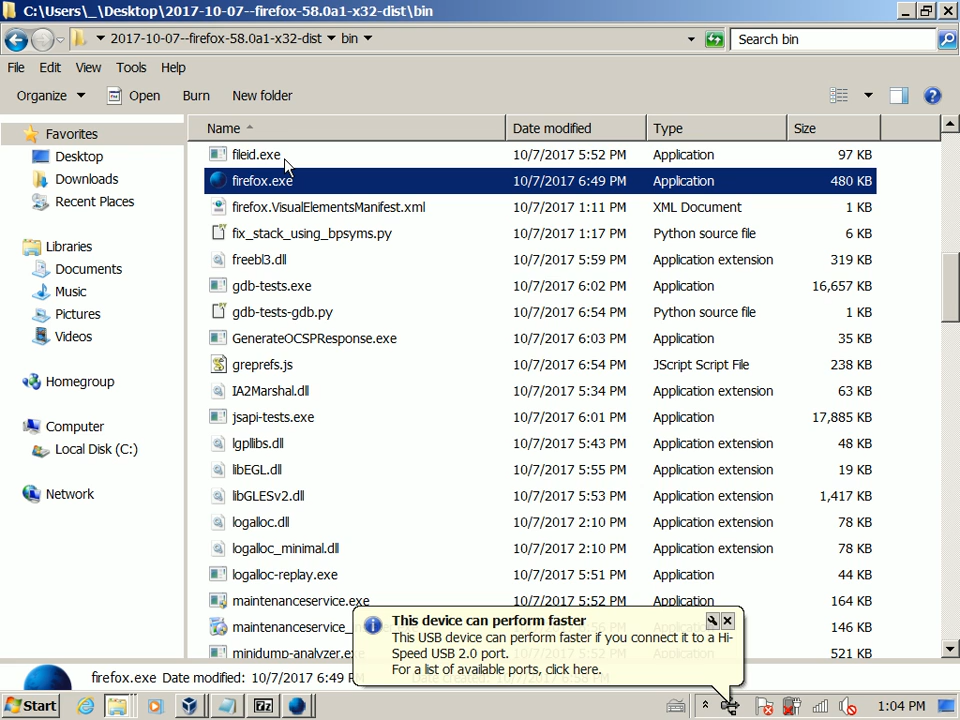 C:\Users\_\Desktop\2017-10-07--firefox-58.0a1-x32-dist\bin
2017-10-07--firefox-58.0a1-x32-dist bin
Search bin
File Edit View Tools Help
Organize Open Burn New folder
Favorites
Desktop
Downloads
Recent Places
Libraries
Documents
Music
Pictures
Videos
Homegroup
Computer
Local Disk (C:)
Network
Name Date modified Type Size
fileid.exe 10/7/2017 5:52 PM Application 97 KB
firefox.exe 10/7/2017 6:49 PM Application 480 KB
firefox.VisualElementsManifest.xml 10/7/2017 1:11 PM XML Document 1 KB
fix_stack_using_bpsyms.py 10/7/2017 1:17 PM Python source file 6 KB
freebl3.dll 10/7/2017 5:59 PM Application extension 319 KB
gdb-tests.exe 10/7/2017 6:02 PM Application 16,657 KB
gdb-tests-gdb.py 10/7/2017 6:54 PM Python source file 1 KB
GenerateOCSPResponse.exe 10/7/2017 6:03 PM Application 35 KB
greprefs.js 10/7/2017 6:54 PM JScript Script File 238 KB
IA2Marshal.dll 10/7/2017 5:34 PM Application extension 63 KB
jsapi-tests.exe 10/7/2017 6:01 PM Application 17,885 KB
lgpllibs.dll 10/7/2017 5:43 PM Application extension 48 KB
libEGL.dll 10/7/2017 5:55 PM Application extension 19 KB
libGLESv2.dll 10/7/2017 5:53 PM Application extension 1,417 KB
logalloc.dll 10/7/2017 2:10 PM Application extension 78 KB
logalloc_minimal.dll 10/7/2017 2:10 PM Application extension 78 KB
logalloc-replay.exe 10/7/2017 5:51 PM Application 44 KB
maintenanceservice.exe 10/7/2017 5:52 PM Application 164 KB
maintenanceservice_ 146 KB
minidump-analyzer.exe 521 KB
This device can perform faster
This USB device can perform faster if you connect it to a Hi-
Speed USB 2.0 port.
For a list of available ports, click here.
firefox.exe Date modified: 10/7/2017 6:49 PM
Start
7z
1:04 PM